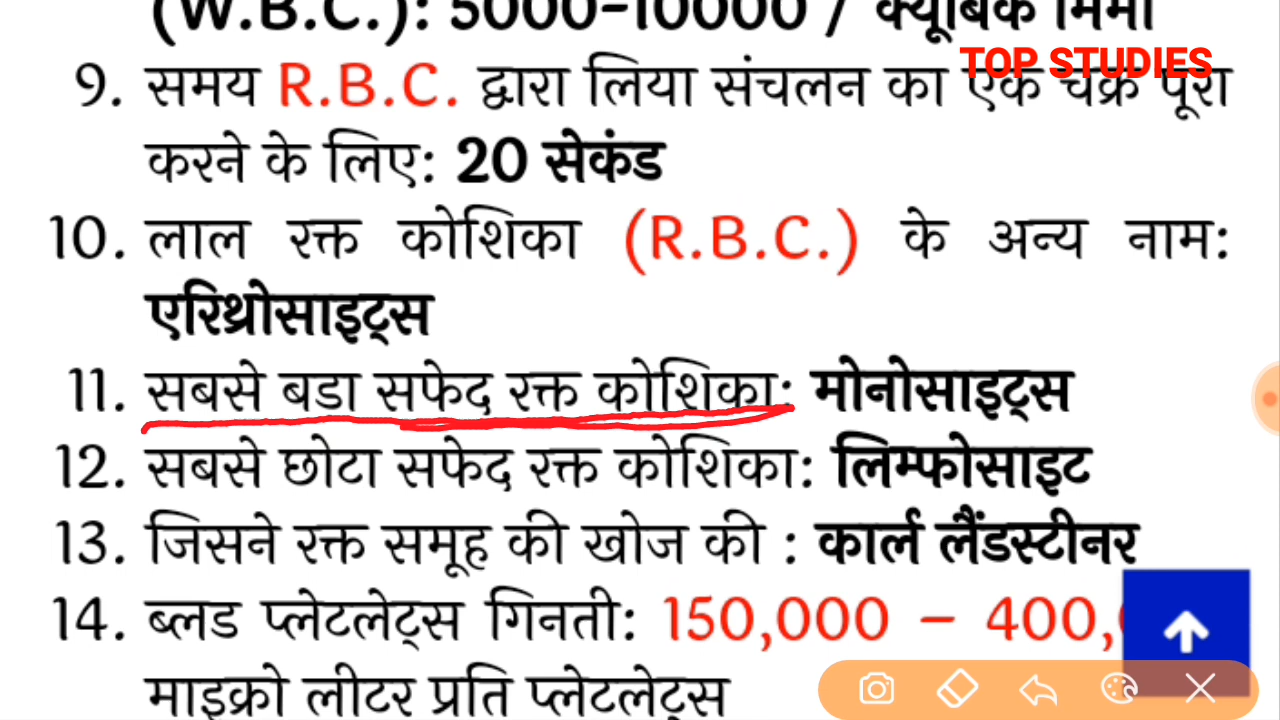 (W.B.C.): 5000-10000 / क्यूबिक मिमी
TOP STUDIES
9. समय R.B.C. द्वारा लिया संचलन का एक चक्र पूरा
करने के लिए: 20 सेकंड
10. लाल रक्त कोशिका (R.B.C.) के अन्य नाम:
एरिथ्रोसाइट्स
11. सबसे बडा सफेद रक्त कोशिका: मोनोसाइट्स
12. सबसे छोटा सफेद रक्त कोशिका: लिम्फोसाइट
13. जिसने रक्त समूह की खोज की : कार्ल लैंडस्टीनर
14. ब्लड प्लेटलेट्स गिनती: 150,000 – 400,
माइक्रो लीटर प्रति प्लेटलेट्स